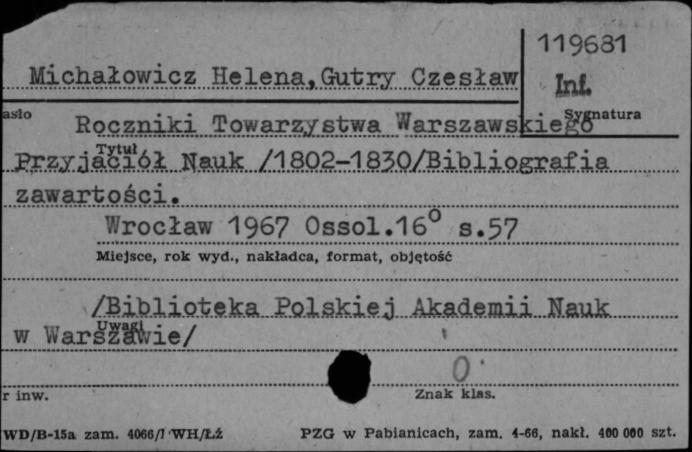 119681
Michałowicz Helena,Gutry Czesław
Inf.
asło
Sygnatura
Roczniki Towarzystwa Warszawskiego
Tytuł
Przyjaciół Nauk /1802-1830/Bibliografia
zawartości.
Wrocław 1967 Ossol.16° s.57
Miejsce, rok wyd., nakładca, format, objętość
/Biblioteka Polskiej Akademii Nauk
Uwagi
w Warszawie/
0
r inw.
Znak klas.
WD/B-15a zam. 4066/I WH/Łż
PZG w Pabianicach, zam. 4-66, nakł. 400 000 szt.